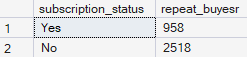 subscription_status repeat_buyesr
1 Yes 958
2 No 2518